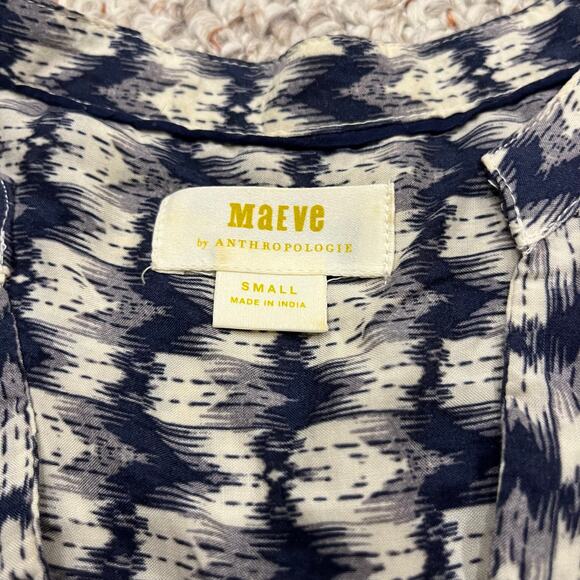 MaEve
by ANTHROPOLOGIE
SMALL
MADE IN INDIA